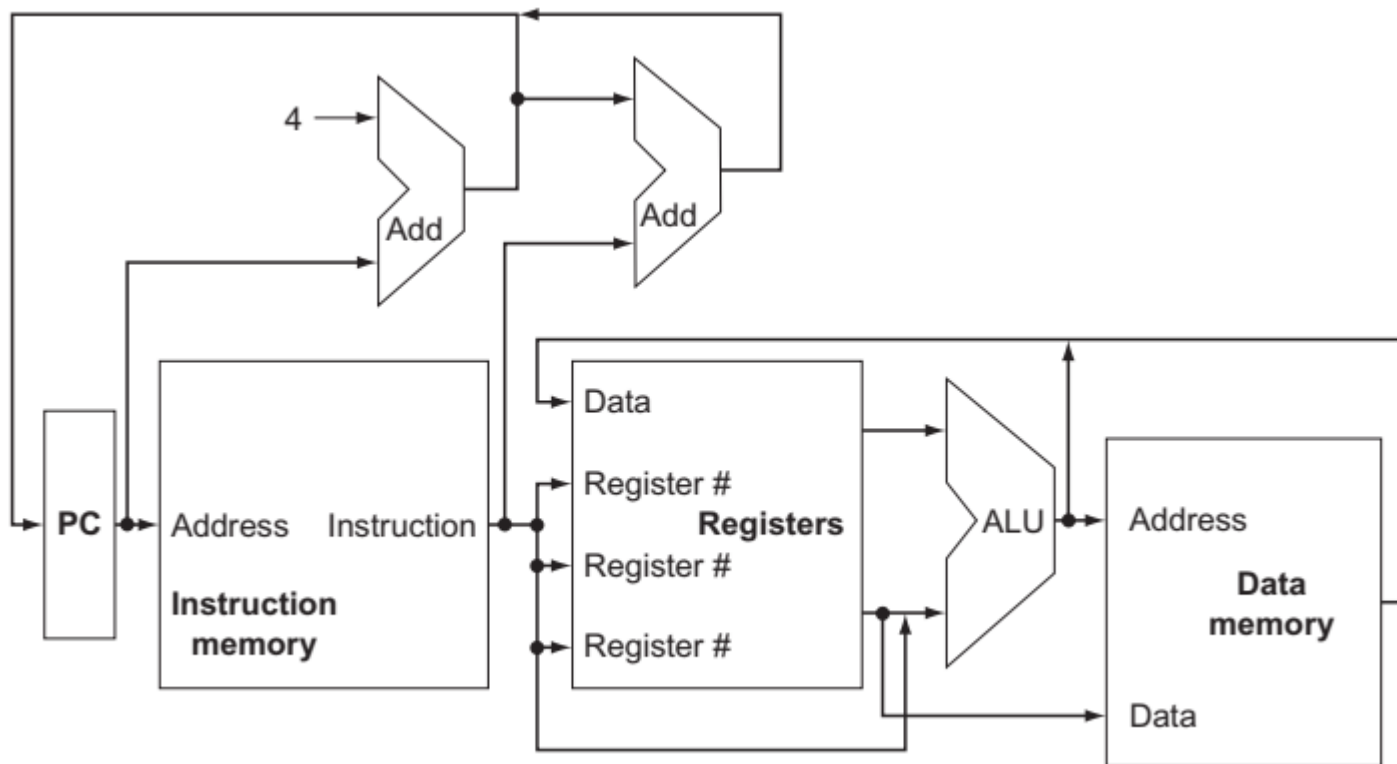 4
Add
Add
Data
Register #
Register #
Register #
Registers
PC
Address
Instruction
Instruction
memory
ALU
Address
Data
memory
Data